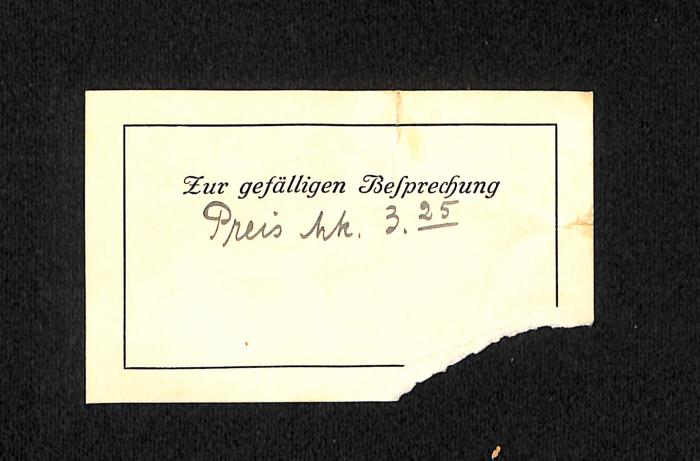 Zur gefälligen Beſprechung
Preis Mk. 3.25